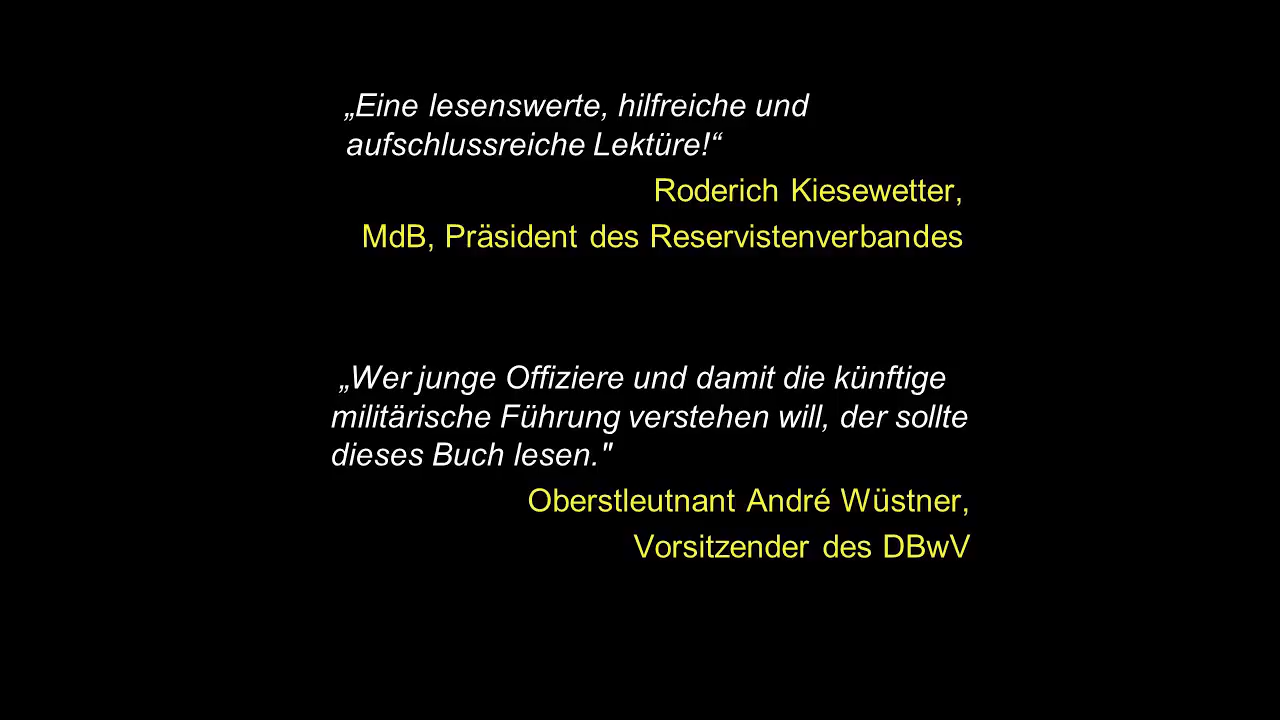 „Eine lesenswerte, hilfreiche und
aufschlussreiche Lektüre!“
Roderich Kiesewetter,
MdB, Präsident des Reservistenverbandes
„Wer junge Offiziere und damit die künftige
militärische Führung verstehen will, der sollte
dieses Buch lesen."
Oberstleutnant André Wüstner,
Vorsitzender des DBwV